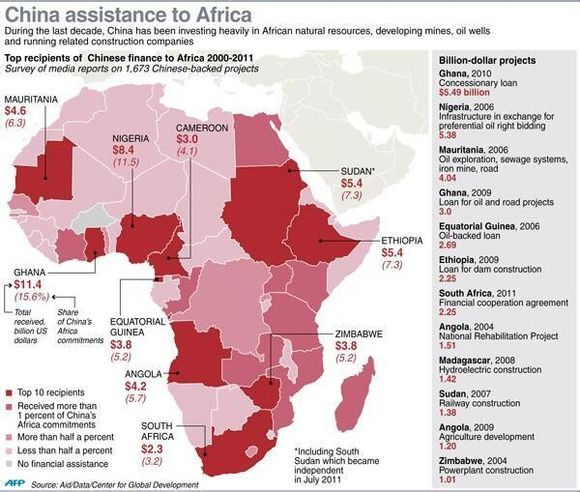 China assistance to Africa
During the last decade, China has been investing heavily in African natural resources, developing mines, oil wells
and running related construction companies
Top recipients of Chinese finance to Africa 2000-2011
Survey of media reports on 1,673 Chinese-backed projects
MAURITANIA
$4.6
(6.3)
NIGERIA
$8.4
(11.5)
CAMEROON
$3.0
(4.1)
SUDAN*
$5.4
(7.3)
ETHIOPIA
$5.4
(7.3)
GHANA
$11.4
(15.6%)
Total
received,
billion US
dollars
Share
of China's
Africa
commitments
EQUATORIAL
GUINEA
$3.8
(5.2)
ZIMBABWE
$3.8
(5.2)
ANGOLA
$4.2
(5.7)
SOUTH
AFRICA
$2.3
(3.2)
Top 10 recipients
Received more than
1 percent of China's
Africa commitments
More than half a percent
Less than half a percent
No financial assistance
*Including South
Sudan which became
independent
in July 2011
AFP Source: Aid/Data/Center for Global Development
Billion-dollar projects
Ghana, 2010
Concessionary loan
$5.49 billion
Nigeria, 2006
Infrastructure in exchange for
preferential oil right bidding
5.38
Mauritania, 2006
Oil exploration, sewage systems,
iron mine, road
4.04
Ghana, 2009
Loan for oil and road projects
3.0
Equatorial Guinea, 2006
Oil-backed loan
2.69
Ethiopia, 2009
Loan for dam construction
2.25
South Africa, 2011
Financial cooperation agreement
2.25
Angola, 2004
National Rehabilitation Project
1.51
Madagascar, 2008
Hydroelectric construction
1.42
Sudan, 2007
Railway construction
1.38
Angola, 2009
Agriculture development
1.20
Zimbabwe, 2004
Powerplant construction
1.01